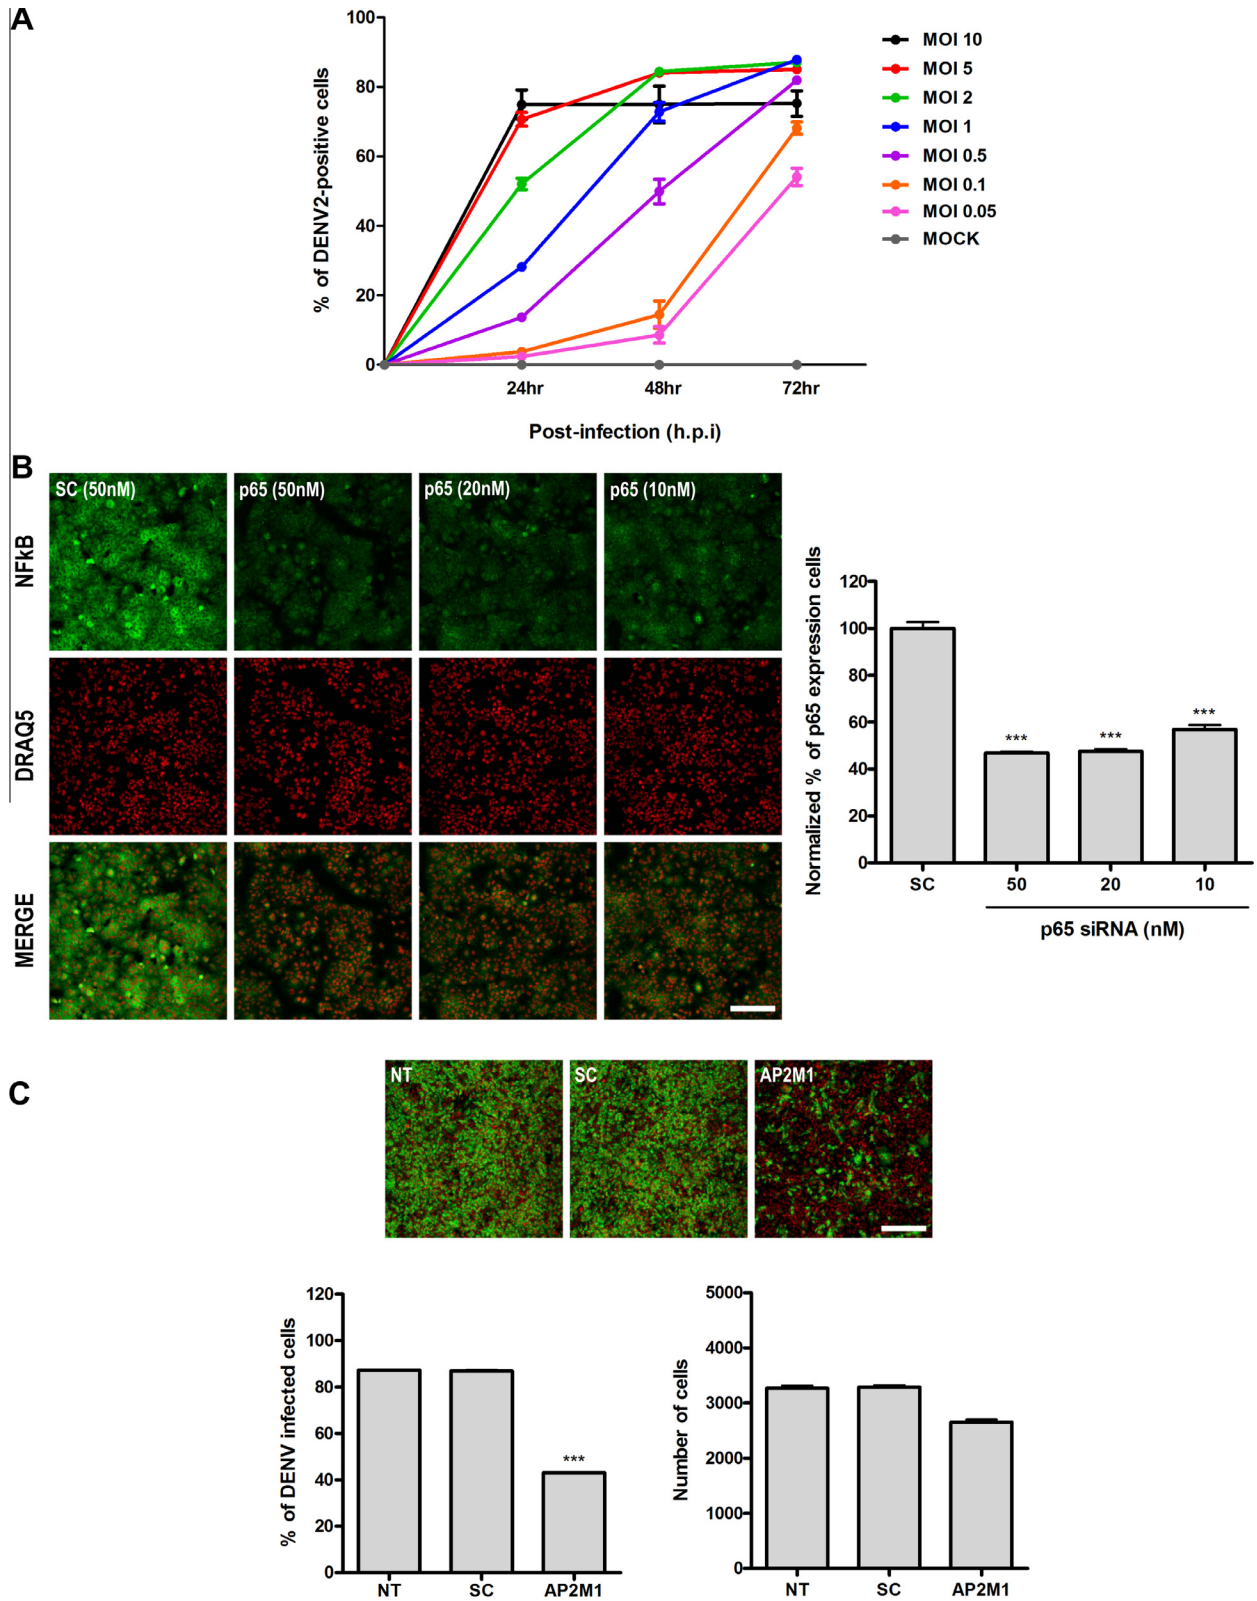 A
100
80
60
40
20
0
% of DENV2-positive cells
24hr 48hr 72hr
Post-infection (h.p.i)
MOI 10
MOI 5
MOI 2
MOI 1
MOI 0.5
MOI 0.1
MOI 0.05
MOCK
B
SC (50nM) p65 (50nM) p65 (20nM) p65 (10nM)
NFkB
DRAQ5
MERGE
Normalized % of p65 expression cells
120
100
80
60
40
20
0
***
***
***
SC 50 20 10
p65 siRNA (nM)
C
NT SC AP2M1
% of DENV infected cells
120
100
80
60
40
20
0
***
NT SC AP2M1
Number of cells
5000
4000
3000
2000
1000
0
NT SC AP2M1